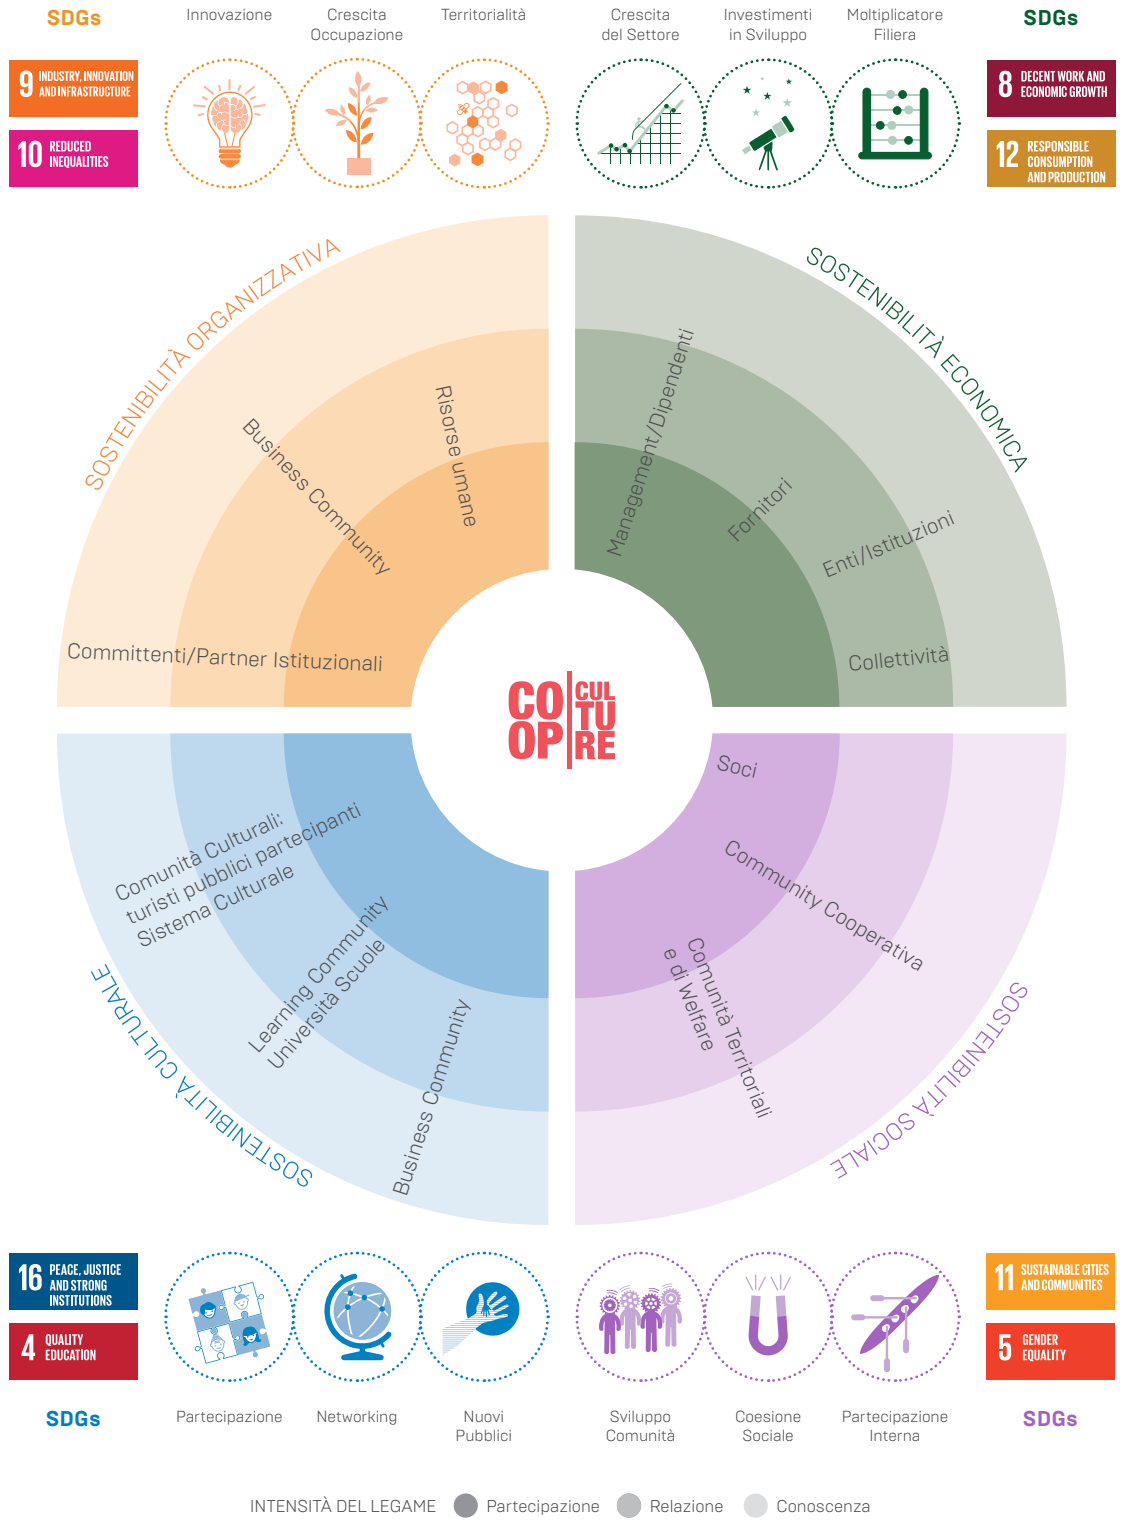 SDGs
Innovazione
Crescita
Occupazione
Territorialità
Crescita
del Settore
Investimenti
in Sviluppo
Moltiplicatore
Filiera
SDGs
9 INDUSTRY, INNOVATION
AND INFRASTRUCTURE
10 REDUCED
INEQUALITIES
8 DECENT WORK AND
ECONOMIC GROWTH
12 RESPONSIBLE
CONSUMPTION
AND PRODUCTION
SOSTENIBILITÀ ORGANIZZATIVA
Committenti/Partner Istituzionali
Business Community
Risorse umane
SOSTENIBILITÀ ECONOMICA
Management/Dipendenti
Fornitori
Enti/Istituzioni
Collettività
CO
OP
CUL
TU
RE
SOSTENIBILITÀ CULTURALE
Comunità Culturali:
turisti pubblici partecipanti
Sistema Culturale
Learning Community
Università Scuole
Business Community
SOSTENIBILITÀ SOCIALE
Soci
Community Cooperativa
Comunità Territoriali
e di Welfare
16 PEACE, JUSTICE
AND STRONG
INSTITUTIONS
4 QUALITY
EDUCATION
11 SUSTAINABLE CITIES
AND COMMUNITIES
5 GENDER
EQUALITY
SDGs
Partecipazione
Networking
Nuovi
Pubblici
Sviluppo
Comunità
Coesione
Sociale
Partecipazione
Interna
SDGs
INTENSITÀ DEL LEGAME Partecipazione Relazione Conoscenza